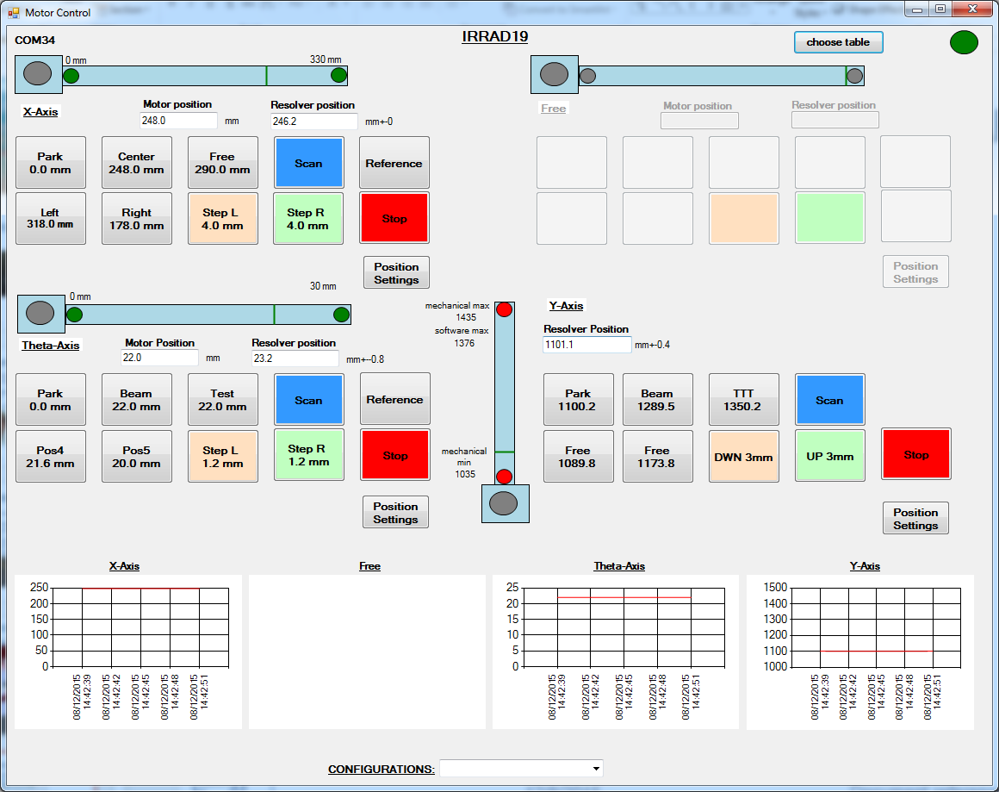 Motor Control
COM34
IRRAD19
choose table
0 mm
330 mm
X-Axis
Motor position
248.0
mm
Resolver position
246.2
mm+-0
Park
0.0 mm
Center
248.0 mm
Free
290.0 mm
Scan
Reference
Left
318.0 mm
Right
178.0 mm
Step L
4.0 mm
Step R
4.0 mm
Stop
Position
Settings
Free
Motor position
Resolver position
Position
Settings
0 mm
30 mm
Theta-Axis
Motor Position
22.0
mm
Resolver position
23.2
mm+--0.8
Park
0.0 mm
Beam
22.0 mm
Test
22.0 mm
Scan
Reference
Pos4
21.6 mm
Pos5
20.0 mm
Step L
1.2 mm
Step R
1.2 mm
Stop
Position
Settings
mechanical max
1435
software max
1376
mechanical
min
1035
Y-Axis
Resolver Position
1101.1
mm+-0.4
Park
1100.2
Beam
1289.5
TTT
1350.2
Scan
Free
1089.8
Free
1173.8
DWN 3mm
UP 3mm
Stop
Position
Settings
X-Axis
250
200
150
100
50
0
08/12/2015
14:42:39
08/12/2015
14:42:42
08/12/2015
14:42:45
08/12/2015
14:42:48
08/12/2015
14:42:51
Free
Theta-Axis
25
20
15
10
5
0
08/12/2015
14:42:39
08/12/2015
14:42:42
08/12/2015
14:42:45
08/12/2015
14:42:48
08/12/2015
14:42:51
Y-Axis
1500
1400
1300
1200
1100
1000
08/12/2015
14:42:39
08/12/2015
14:42:42
08/12/2015
14:42:45
08/12/2015
14:42:48
08/12/2015
14:42:51
CONFIGURATIONS: